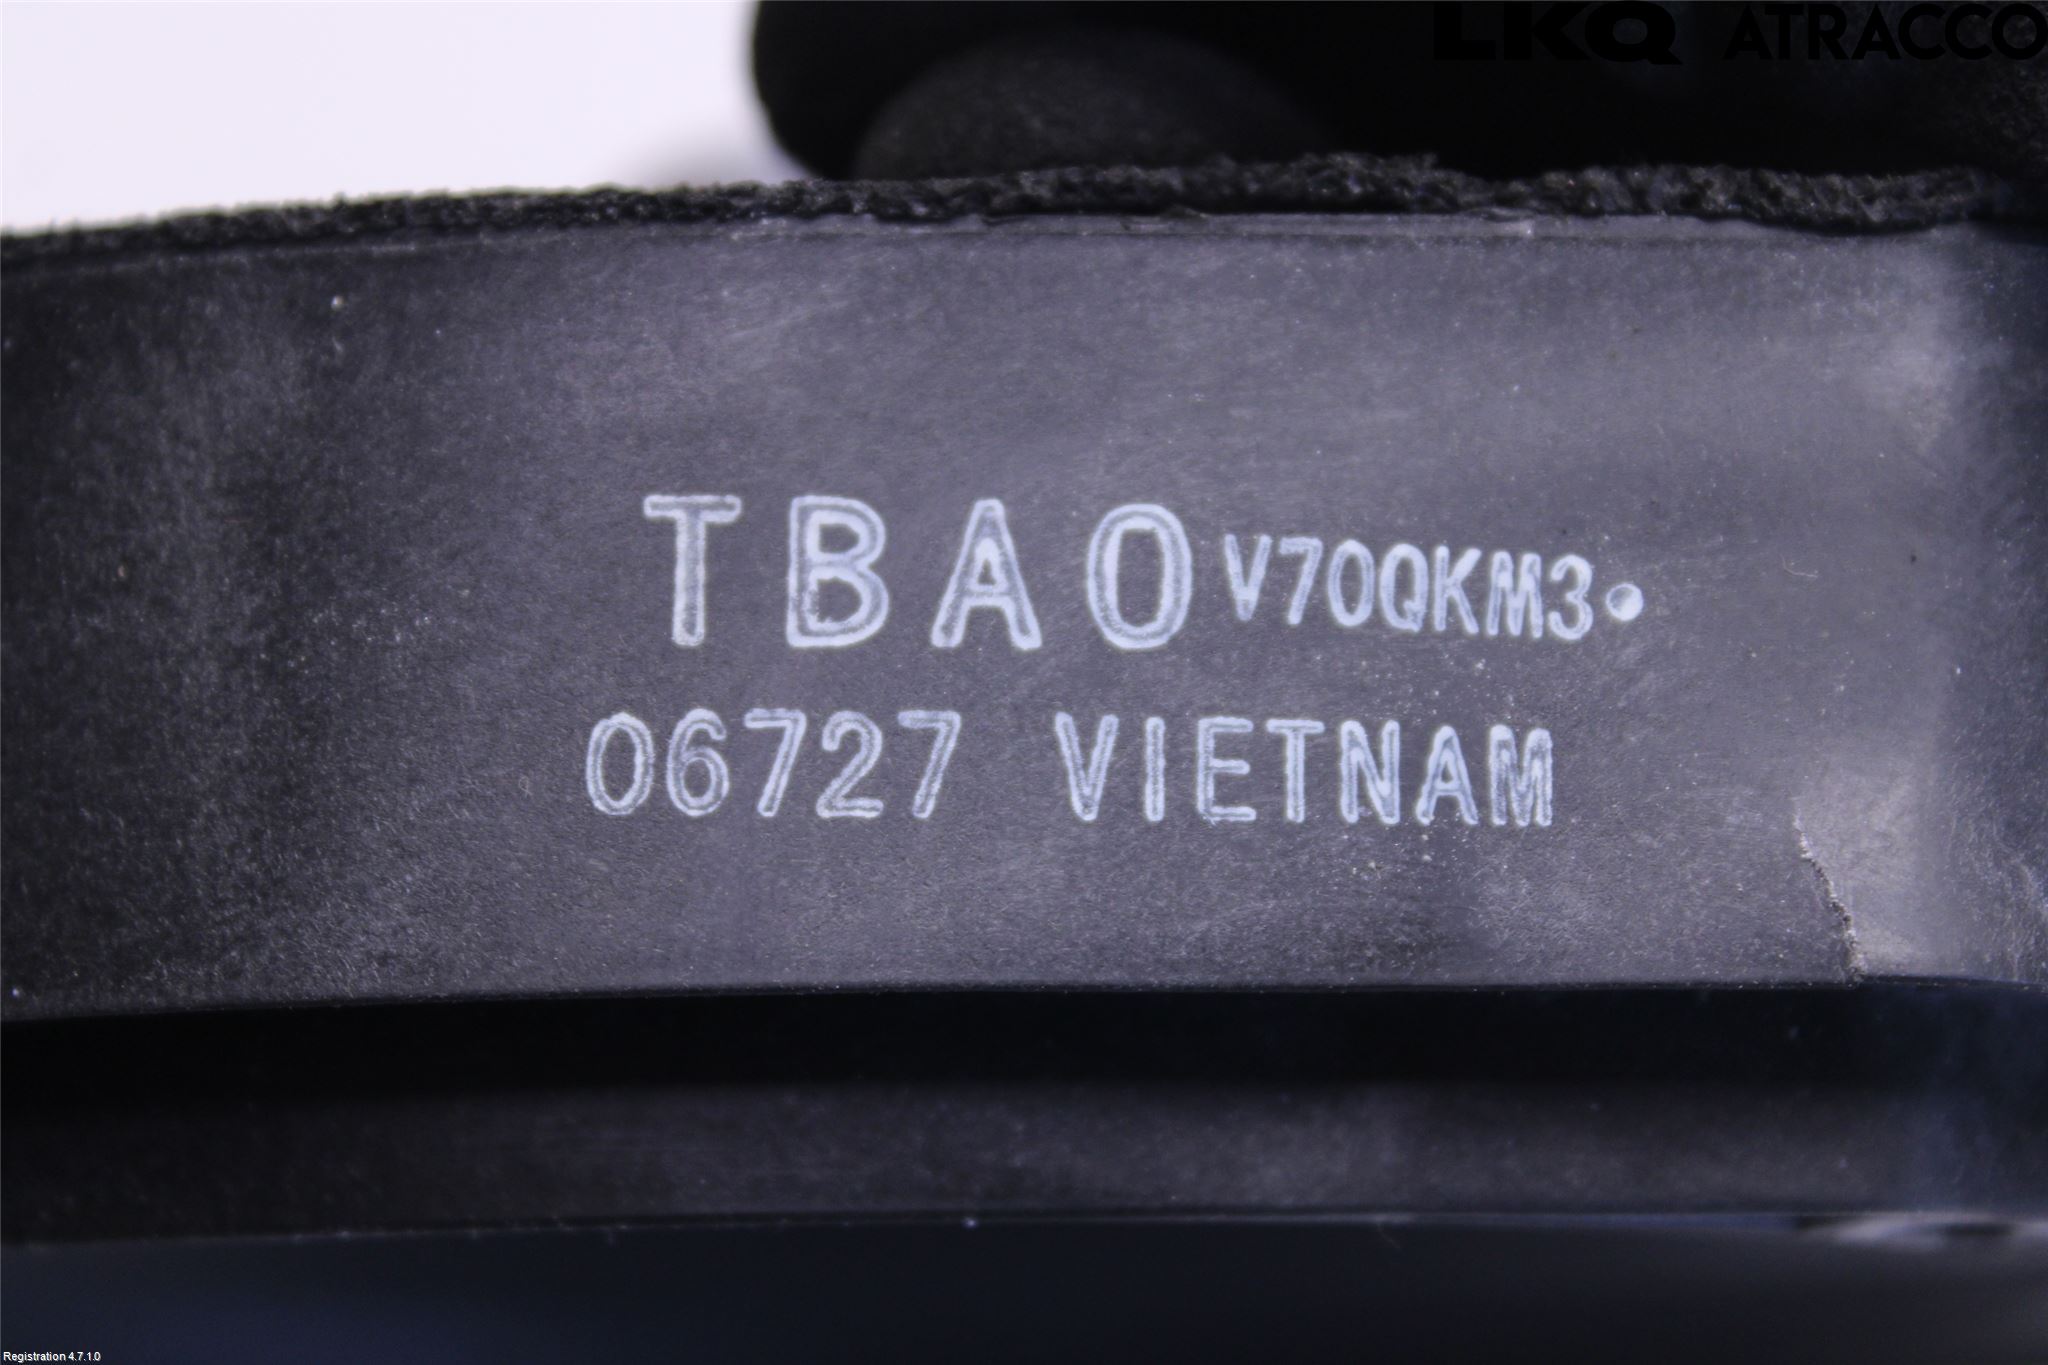 LKQ ATRACCO
TBA0 V70QKM3•
06727 VIETNAM
Registration 4.7.1.0